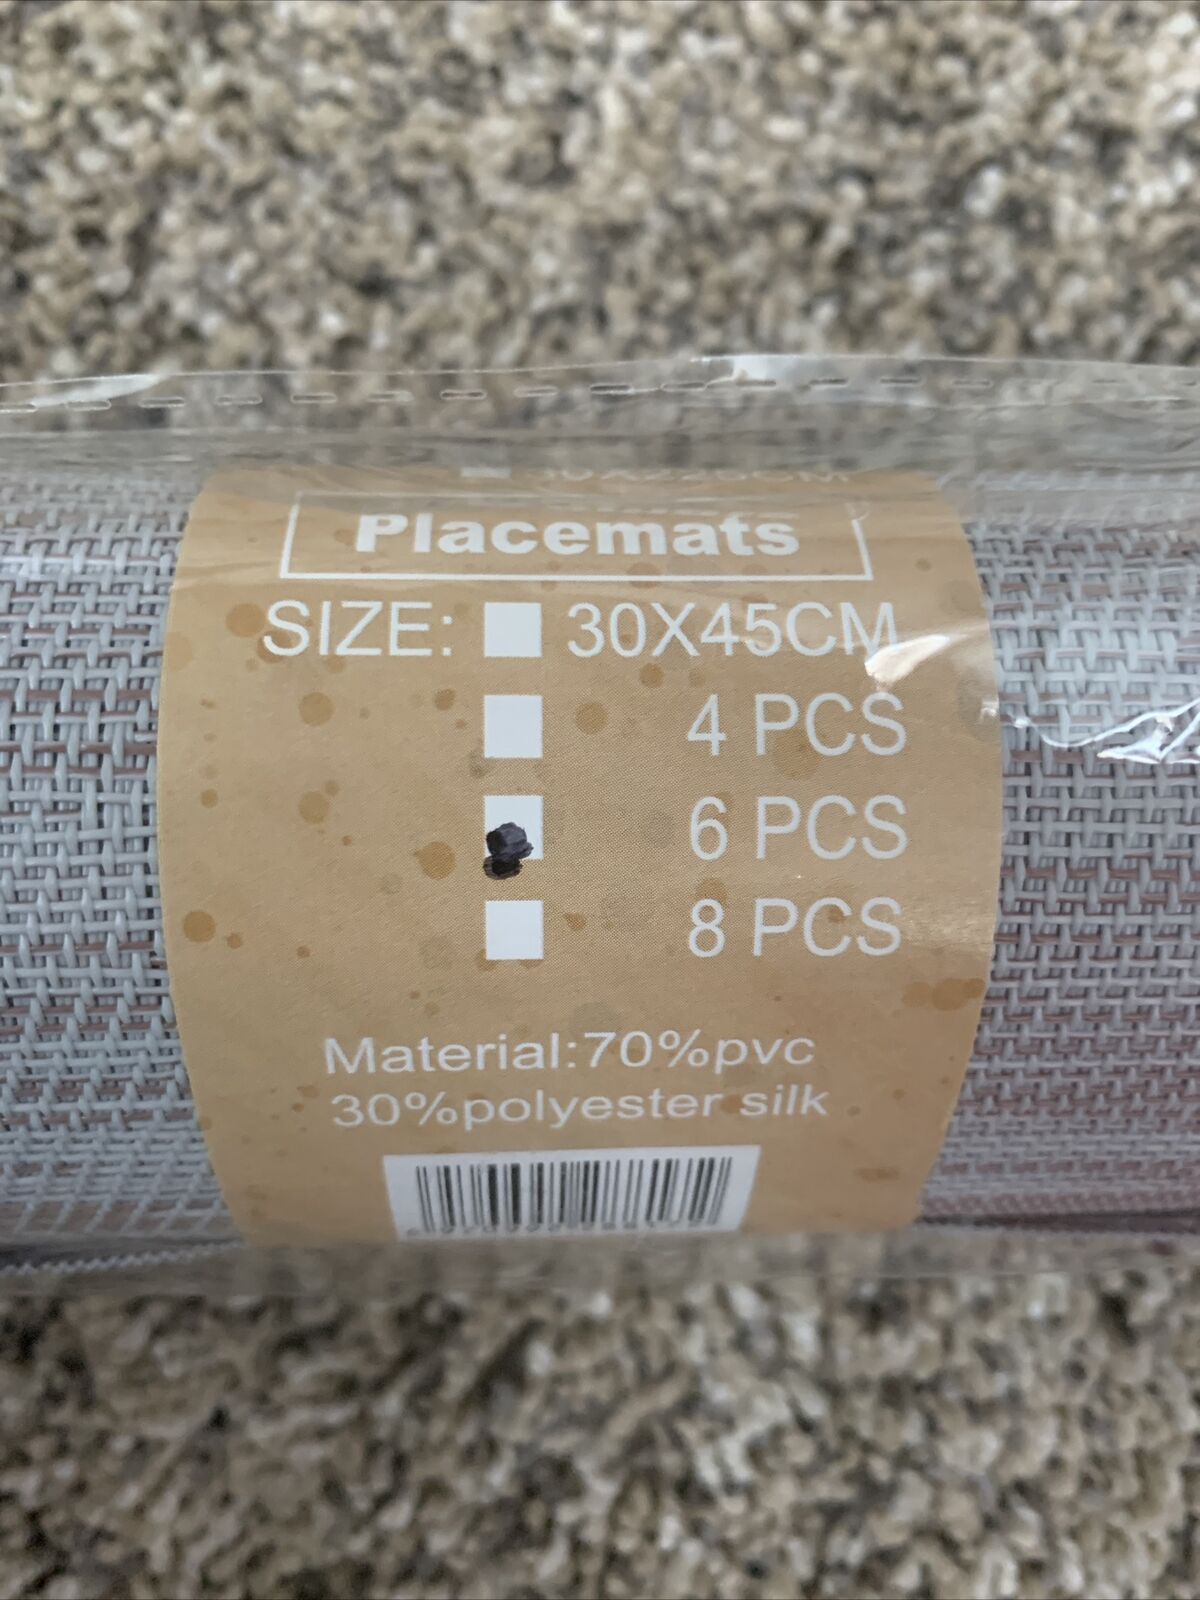 Placemats
SIZE: 30X45CM
4 PCS
6 PCS
8 PCS
Material:70%pvc
30%polyester silk